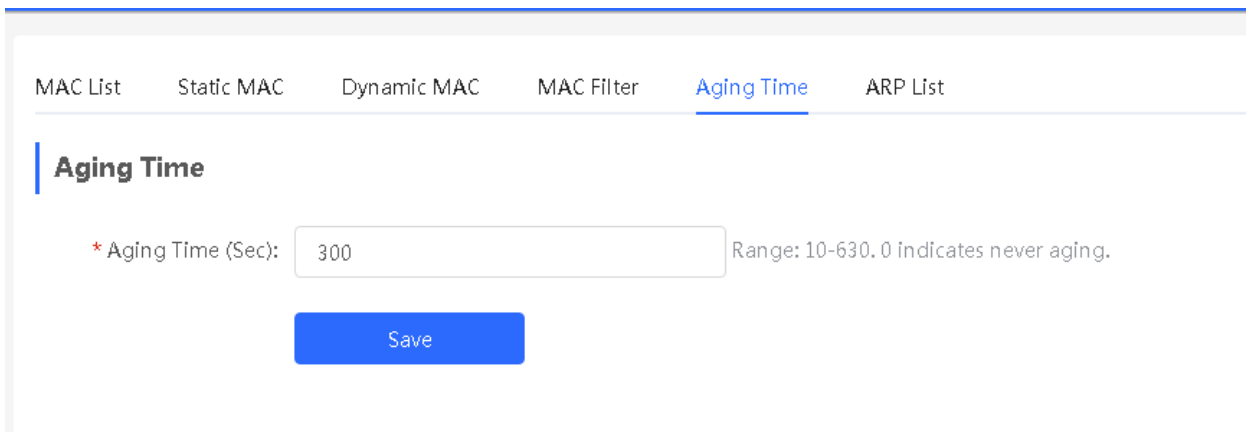 MAC List Static MAC Dynamic MAC MAC Filter Aging Time ARP List
Aging Time
* Aging Time (Sec): 300 Range: 10-630. 0 indicates never aging.
Save